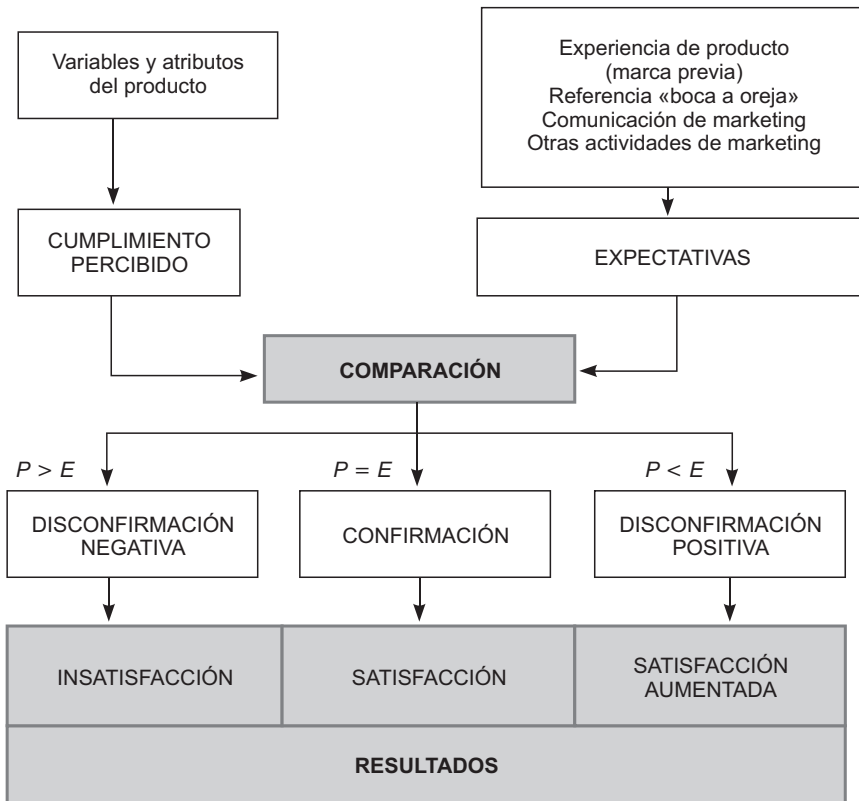 Variables y atributos
del producto
Experiencia de producto
(marca previa)
Referencia «boca a oreja»
Comunicación de marketing
Otras actividades de marketing
CUMPLIMIENTO
PERCIBIDO
EXPECTATIVAS
COMPARACIÓN
P > E
P = E
P < E
DISCONFIRMACIÓN
NEGATIVA
CONFIRMACIÓN
DISCONFIRMACIÓN
POSITIVA
INSATISFACCIÓN
SATISFACCIÓN
SATISFACCIÓN
AUMENTADA
RESULTADOS